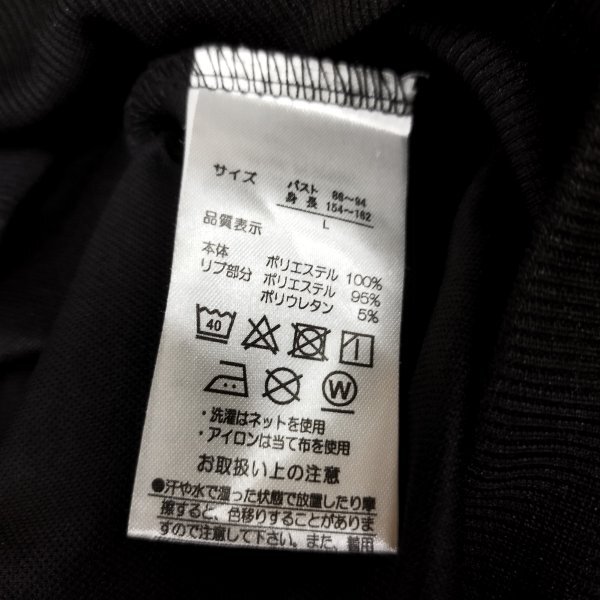 サイズ
バスト 86〜94
身長 154〜162
L
品質表示
本体 ポリエステル 100%
リブ部分 ポリエステル 95%
ポリウレタン 5%
40
W
・洗濯はネットを使用
・アイロンは当て布を使用
お取扱い上の注意
●汗や水で湿った状態で放置したり摩
擦すると、色移りすることがありま
すので注意して下さい。また、着用